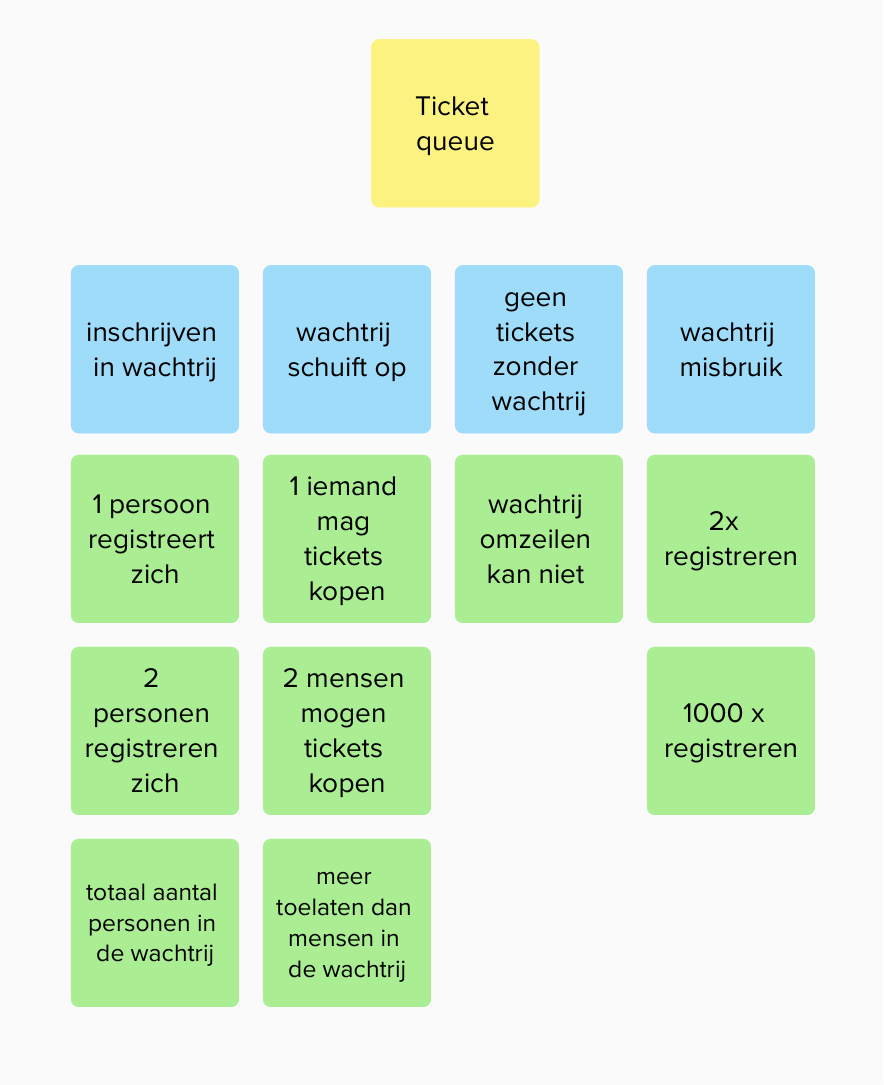 Ticket
queue
inschrijven
in wachtrij
wachtrij
schuift op
geen
tickets
zonder
wachtrij
wachtrij
misbruik
1 persoon
registreert
zich
1 iemand
mag
tickets
kopen
wachtrij
omzeilen
kan niet
2x
registreren
2
personen
registreren
zich
2 mensen
mogen
tickets
kopen
1000 x
registreren
totaal aantal
personen in
de wachtrij
meer
toelaten dan
mensen in
de wachtrij